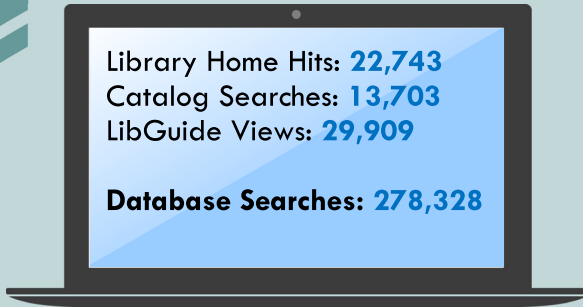 Library Home Hits: 22,743
Catalog Searches: 13,703
LibGuide Views: 29,909
Database Searches: 278,328